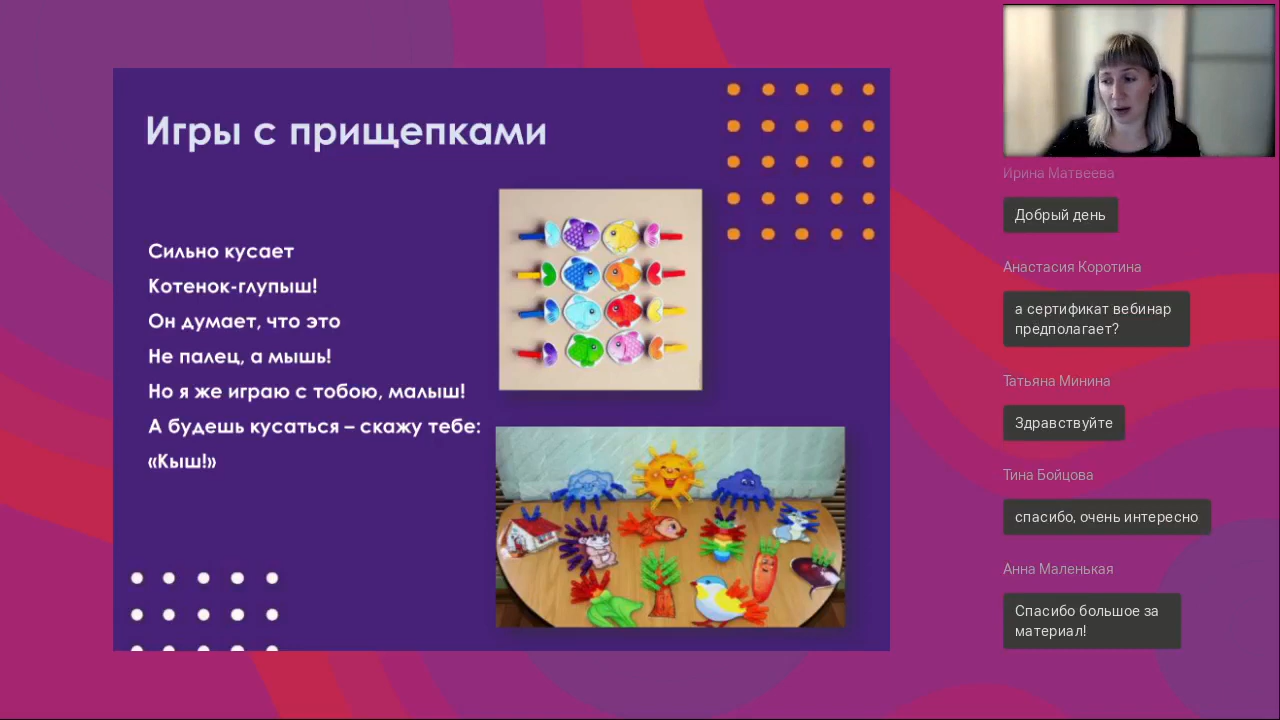 Игры с прищепками
Сильно кусает
Котенок-глупыш!
Он думает, что это
Не палец, а мышь!
Но я же играю с тобою, малыш!
А будешь кусаться – скажу тебе:
«Кыш!»
Ирина Матвеева
Добрый день
Анастасия Коротина
а сертификат вебинар
предполагает?
Татьяна Минина
Здравствуйте
Тина Бойцова
спасибо, очень интересно
Анна Маленькая
Спасибо большое за
материал!